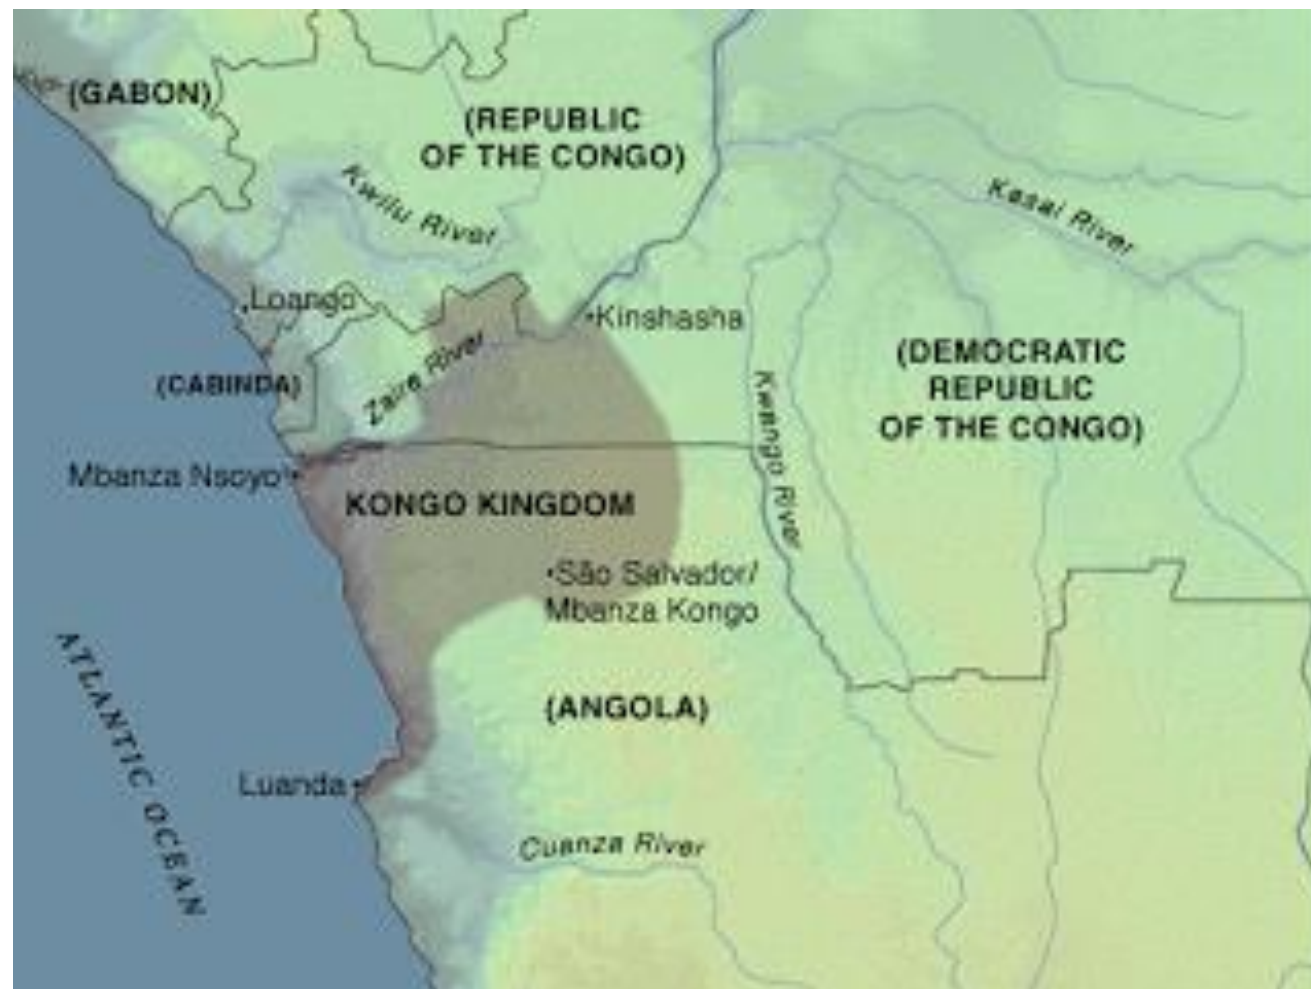 (GABON)
(REPUBLIC
OF THE CONGO)
Kwilu River
Kasai River
Loango
Kinshasha
(DEMOCRATIC
REPUBLIC
OF THE CONGO)
(CABINDA)
Zaire River
Kwango River
Mbanza Nsoyo
KONGO KINGDOM
São Salvador/
Mbanza Kongo
ATLANTIC OCEAN
(ANGOLA)
Luanda
Cuanza River